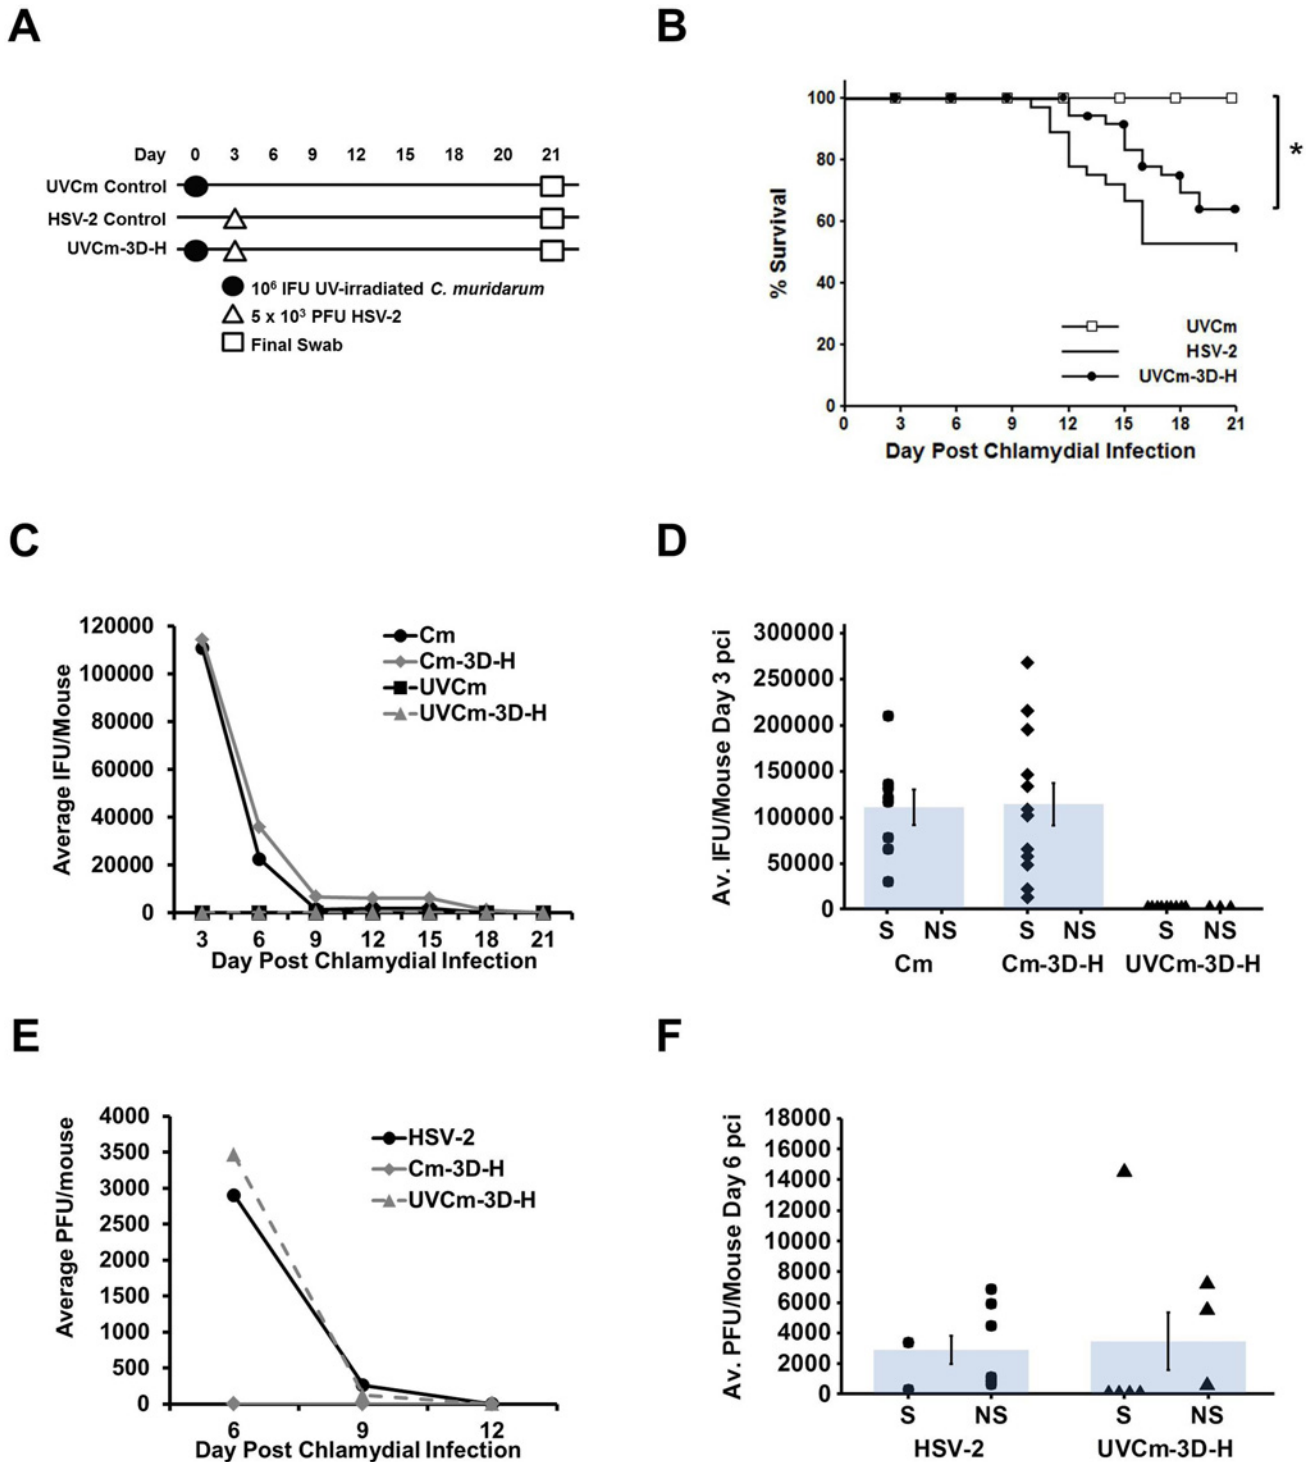 A
Day 0 3 6 9 12 15 18 20 21
UVCm Control
HSV-2 Control
UVCm-3D-H
10⁶ IFU UV-irradiated C. muridarum
5 x 10³ PFU HSV-2
Final Swab
B
% Survival
100
80
60
40
20
0
*
UVCm
HSV-2
UVCm-3D-H
0 3 6 9 12 15 18 21
Day Post Chlamydial Infection
C
Average IFU/Mouse
120000
100000
80000
60000
40000
20000
0
Cm
Cm-3D-H
UVCm
UVCm-3D-H
3 6 9 12 15 18 21
Day Post Chlamydial Infection
D
Av. IFU/Mouse Day 3 pci
300000
250000
200000
150000
100000
50000
0
S NS S NS S NS
Cm Cm-3D-H UVCm-3D-H
E
Average PFU/mouse
4000
3500
3000
2500
2000
1500
1000
500
0
HSV-2
Cm-3D-H
UVCm-3D-H
6 9 12
Day Post Chlamydial Infection
F
Av. PFU/Mouse Day 6 pci
18000
16000
14000
12000
10000
8000
6000
4000
2000
0
S NS S NS
HSV-2 UVCm-3D-H